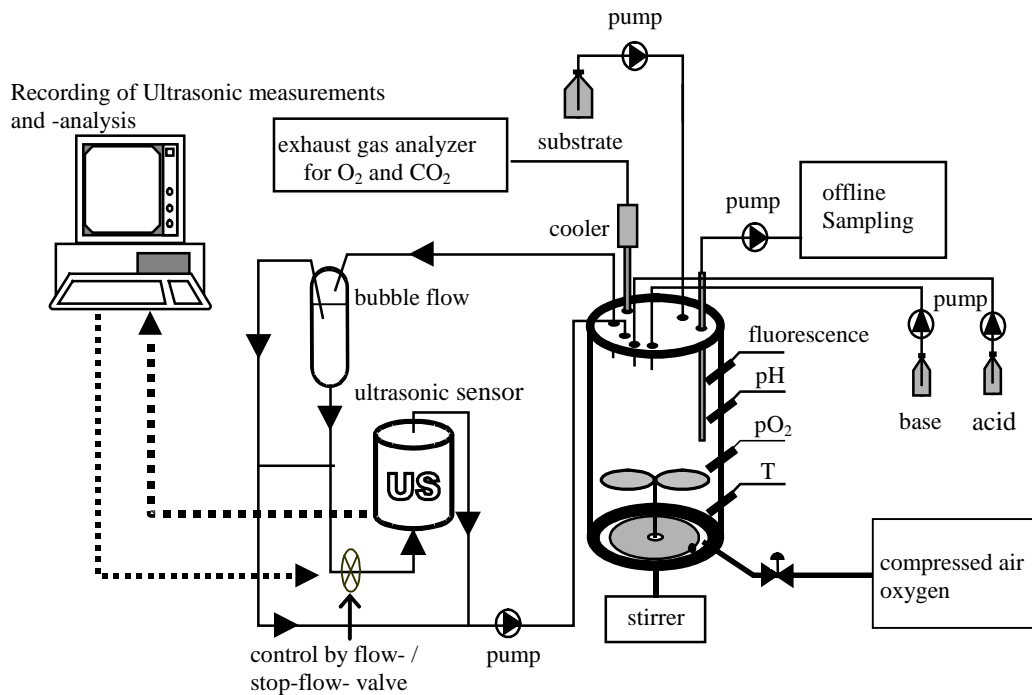 pump
Recording of Ultrasonic measurements
and -analysis
substrate
exhaust gas analyzer
for O₂ and CO₂
pump
offline
Sampling
cooler
bubble flow
pump
fluorescence
ultrasonic sensor
pH
base
acid
pO₂
US
T
compressed air
oxygen
stirrer
pump
control by flow- /
stop-flow- valve